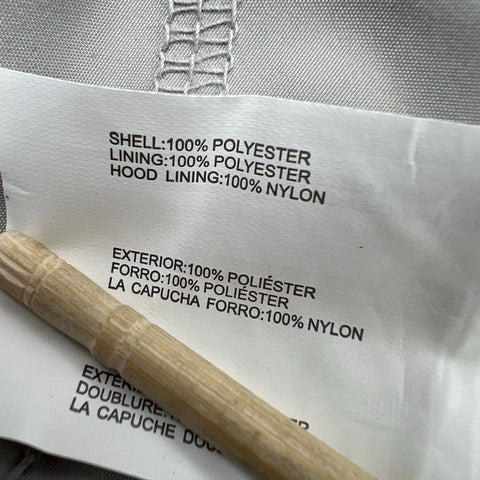 SHELL:100% POLYESTER
LINING:100% POLYESTER
HOOD LINING:100% NYLON
EXTERIOR:100% POLIÉSTER
FORRO:100% POLIÉSTER
LA CAPUCHA FORRO:100% NYLON
DOUBLURE
LA CAPUCHE